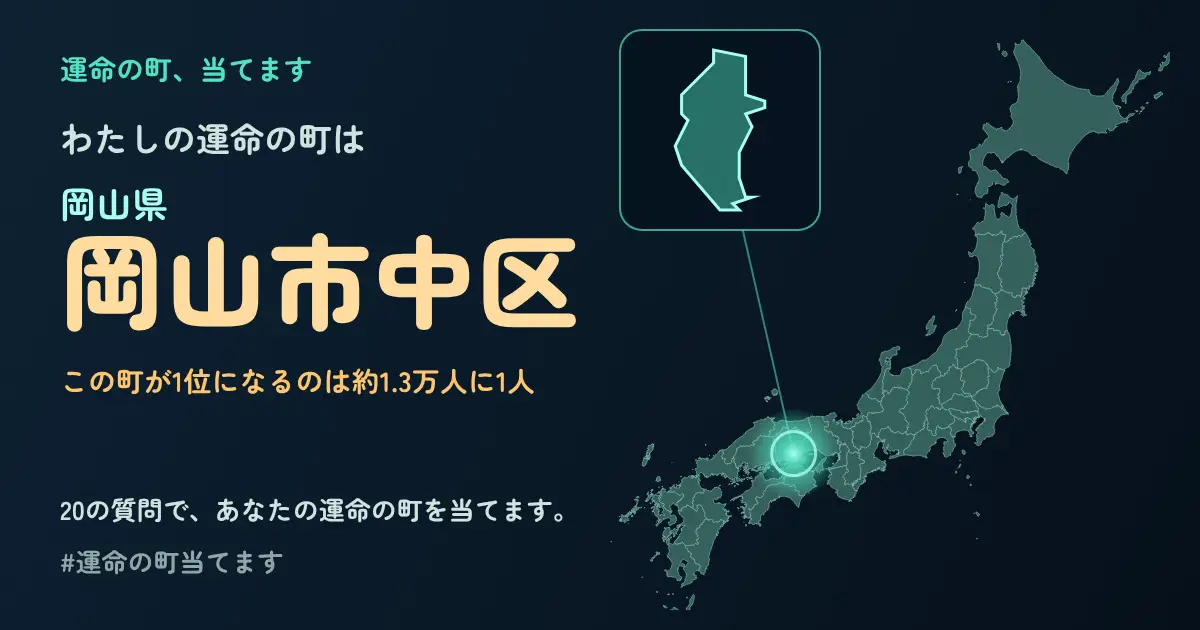 運命の町、当てます
わたしの運命の町は
岡山県
岡山市中区
この町が1位になるのは約1.3万人に1人
20の質問で、あなたの運命の町を当てます。
#運命の町当てます